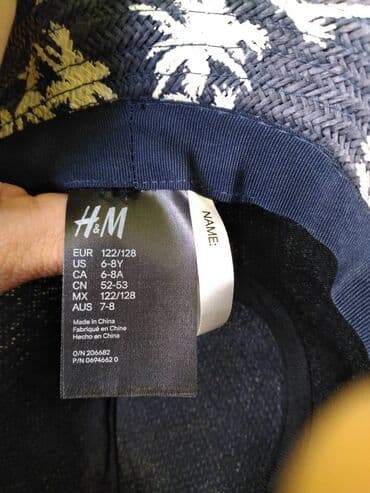 H&M
EUR 122/128
US 6-8Y
CA 6-8A
CN 52-53
MX 122/128
AUS 7-8
Made in China
Fabriqué en Chine
Hecho en China
O/N 206682
P/N 0694662 0
NAME: